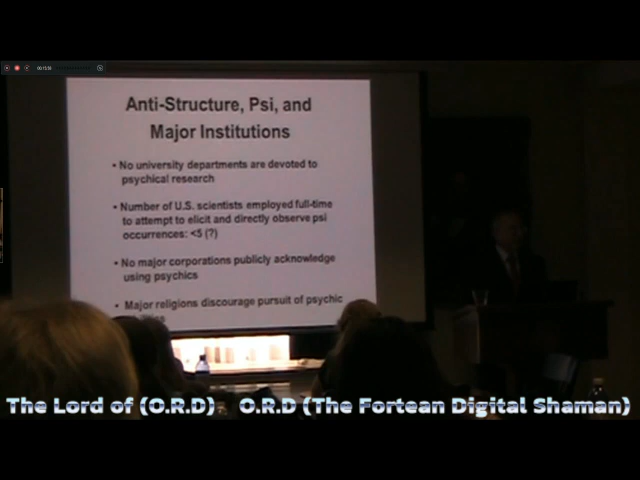 Anti-Structure, Psi, and
Major Institutions
• No university departments are devoted to
psychical research
• Number of U.S. scientists employed full-time
to attempt to elicit and directly observe psi
occurrences: <5 (?)
• No major corporations publicly acknowledge
using psychics
• Major religions discourage pursuit of psychic
The Lord of (O.R.D) O.R.D (The Fortean Digital Shaman)